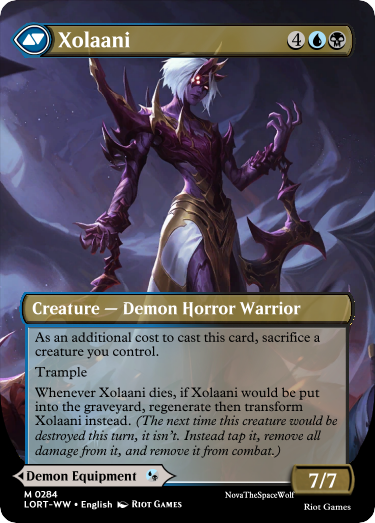 Xolaani 4
Creature — Demon Horror Warrior
As an additional cost to cast this card, sacrifice a
creature you control.
Trample
Whenever Xolaani dies, if Xolaani would be put
into the graveyard, regenerate then transform
Xolaani instead. (The next time this creature would be
destroyed this turn, it isn't. Instead tap it, remove all
damage from it, and remove it from combat.)
Demon Equipment
7/7
M 0284
LORT-WW • English RIOT GAMES
NovaTheSpaceWolf
Riot Games